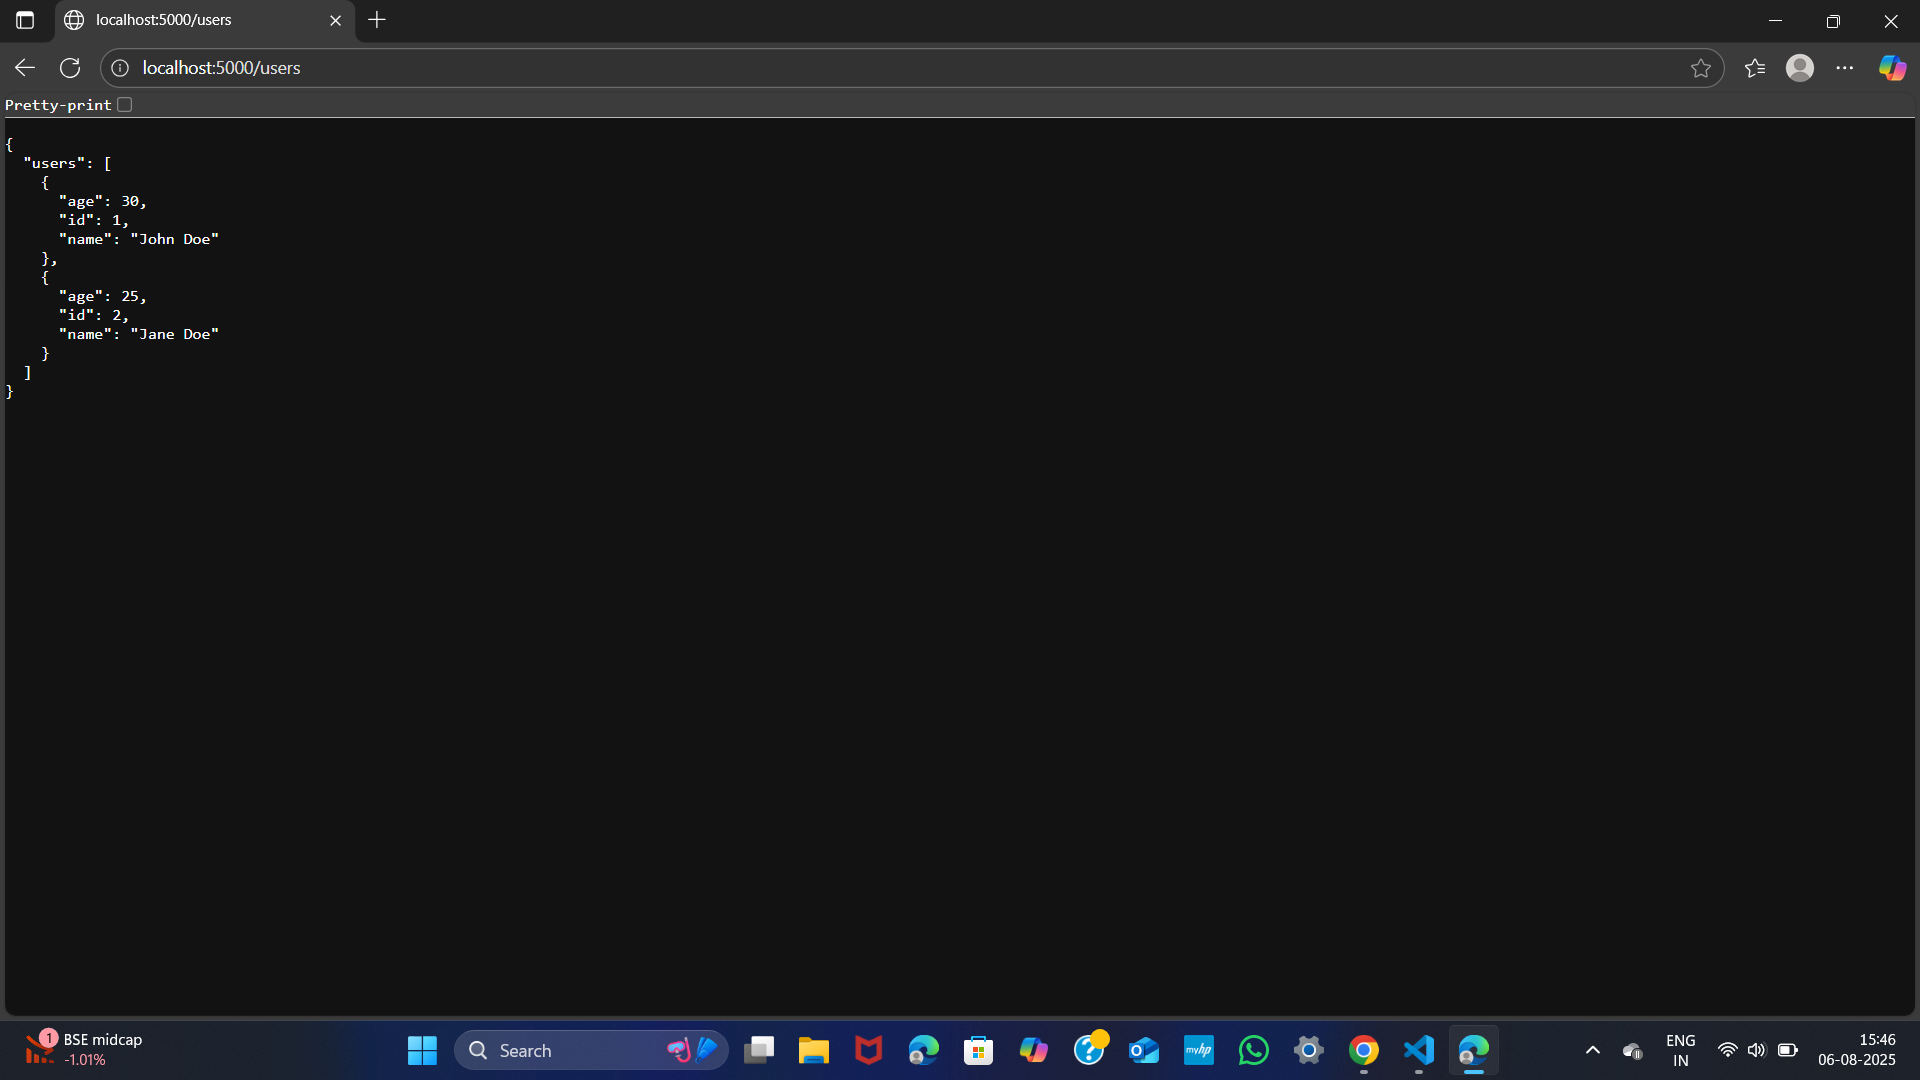 localhost:5000/users
localhost:5000/users
Pretty-print
{
  "users": [
    {
      "age": 30,
      "id": 1,
      "name": "John Doe"
    },
    {
      "age": 25,
      "id": 2,
      "name": "Jane Doe"
    }
  ]
}
1
BSE midcap
-1.01%
Search
myhp
ENG
IN
15:46
06-08-2025